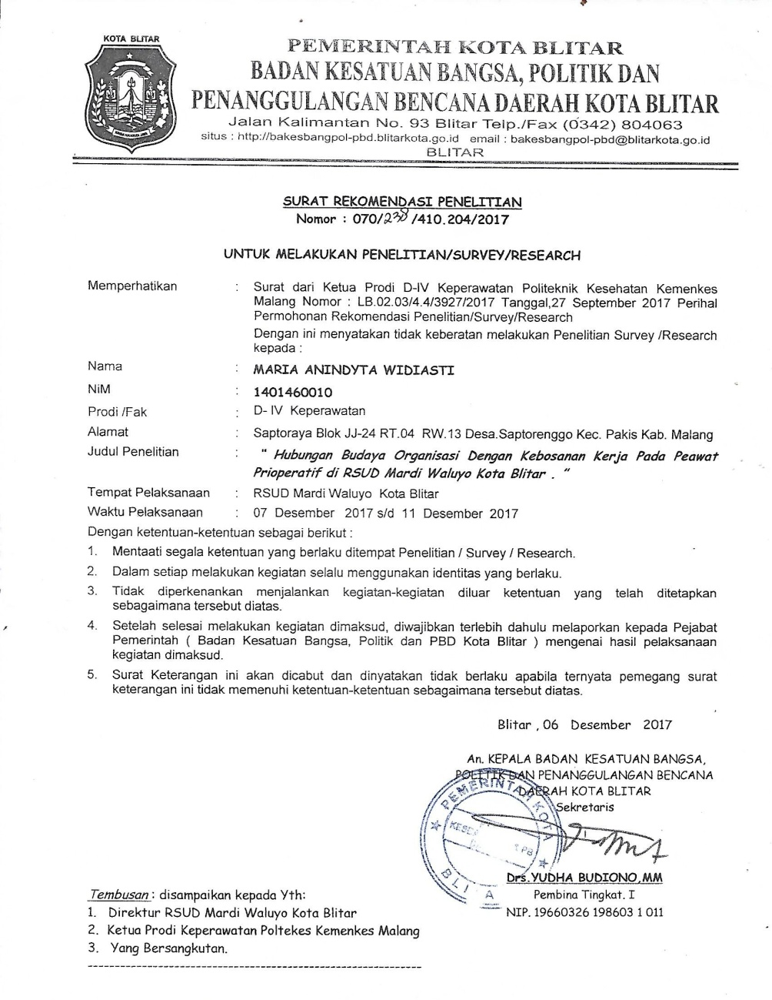 KOTA BLITAR
PEMERINTAH KOTA BLITAR
BADAN KESATUAN BANGSA, POLITIK DAN
PENANGGULANGAN BENCANA DAERAH KOTA BLITAR
Jalan Kalimantan No. 93 Blitar Telp./Fax (0342) 804063
situs : http://bakesbangpol-pbd.blitarkota.go.id email : bakesbangpol-pbd@blitarkota.go.id
BLITAR
SURAT REKOMENDASI PENELITIAN
Nomor : 070/238/410.204/2017
UNTUK MELAKUKAN PENELITIAN/SURVEY/RESEARCH
Memperhatikan : Surat dari Ketua Prodi D-IV Keperawatan Politeknik Kesehatan Kemenkes
Malang Nomor : LB.02.03/4.4/3927/2017 Tanggal,27 September 2017 Perihal
Permohonan Rekomendasi Penelitian/Survey/Research
Dengan ini menyatakan tidak keberatan melakukan Penelitian Survey /Research
kepada :
Nama : MARIA ANINDYTA WIDIASTI
NiM : 1401460010
Prodi /Fak : D- IV Keperawatan
Alamat : Saptoraya Blok JJ-24 RT.04 RW.13 Desa.Saptorenggo Kec. Pakis Kab. Malang
Judul Penelitian : " Hubungan Budaya Organisasi Dengan Kebosanan Kerja Pada Peawat
Prioperatif di RSUD Mardi Waluyo Kota Blitar . "
Tempat Pelaksanaan : RSUD Mardi Waluyo Kota Blitar
Waktu Pelaksanaan : 07 Desember 2017 s/d 11 Desember 2017
Dengan ketentuan-ketentuan sebagai berikut :
1. Mentaati segala ketentuan yang berlaku ditempat Penelitian / Survey / Research.
2. Dalam setiap melakukan kegiatan selalu menggunakan identitas yang berlaku.
3. Tidak diperkenankan menjalankan kegiatan-kegiatan diluar ketentuan yang telah ditetapkan
sebagaimana tersebut diatas.
4. Setelah selesai melakukan kegiatan dimaksud, diwajibkan terlebih dahulu melaporkan kepada Pejabat
Pemerintah ( Badan Kesatuan Bangsa, Politik dan PBD Kota Blitar ) mengenai hasil pelaksanaan
kegiatan dimaksud.
5. Surat Keterangan ini akan dicabut dan dinyatakan tidak berlaku apabila ternyata pemegang surat
keterangan ini tidak memenuhi ketentuan-ketentuan sebagaimana tersebut diatas.
Blitar , 06 Desember 2017
An. KEPALA BADAN KESATUAN BANGSA,
POLITIK DAN PENANGGULANGAN BENCANA
DAERAH KOTA BLITAR
Sekretaris
PEMERINTAH KOTA
Drs.YUDHA BUDIONO,MM
Pembina Tingkat. I
NIP. 19660326 198603 1 011
Tembusan : disampaikan kepada Yth:
1. Direktur RSUD Mardi Waluyo Kota Blitar
2. Ketua Prodi Keperawatan Poltekes Kemenkes Malang
3. Yang Bersangkutan.